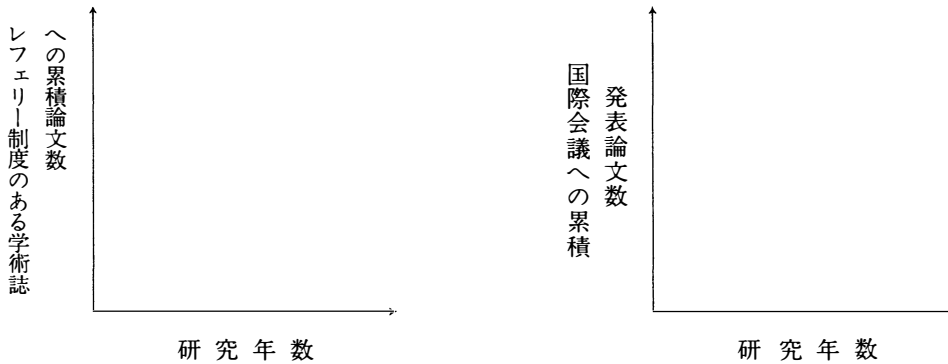 レフェリー制度のある学術誌
への累積論文数
研究年数
国際会議への累積
発表論文数
研究年数